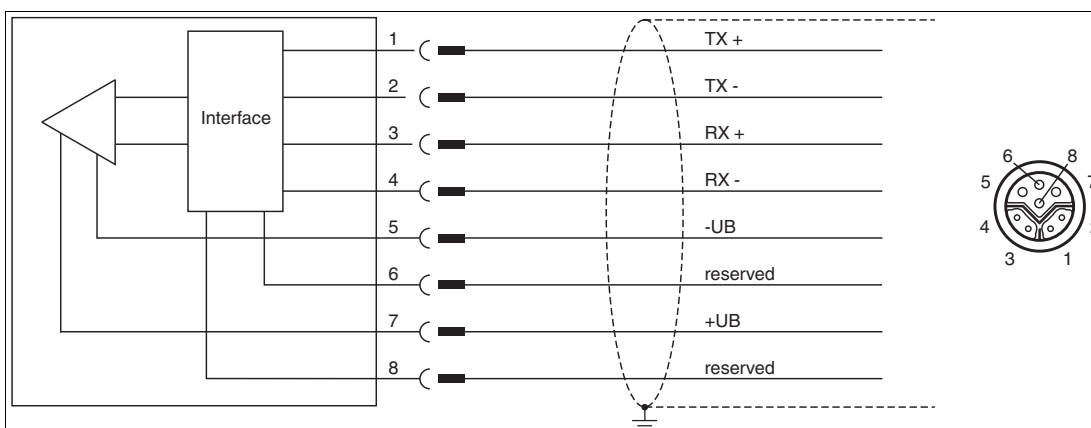 1 TX +
2 TX -
Interface
3 RX +
4 RX -
5 -UB
6 reserved
7 +UB
8 reserved
6 8
5 7
4
3 1